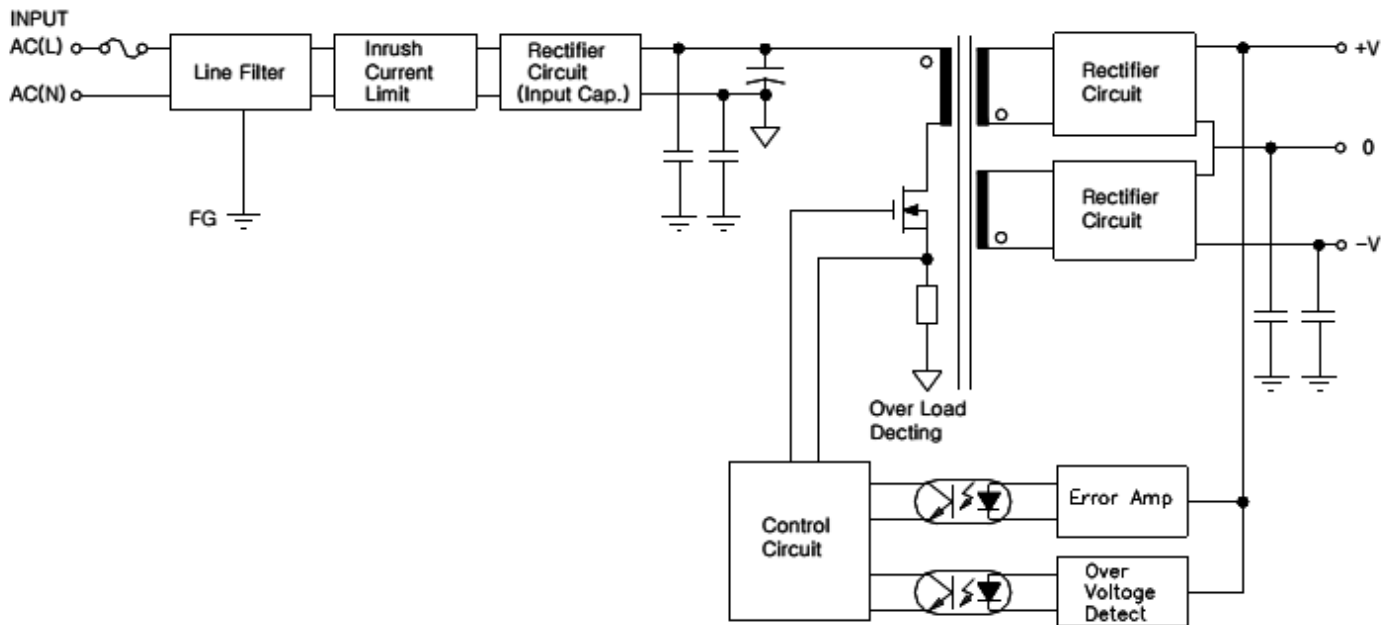 INPUT
AC(L)
AC(N)
Line Filter
Inrush
Current
Limit
Rectifier
Circuit
(Input Cap.)
FG
Rectifier
Circuit
Rectifier
Circuit
+V
0
-V
Over Load
Decting
Control
Circuit
Error Amp
Over
Voltoge
Detect